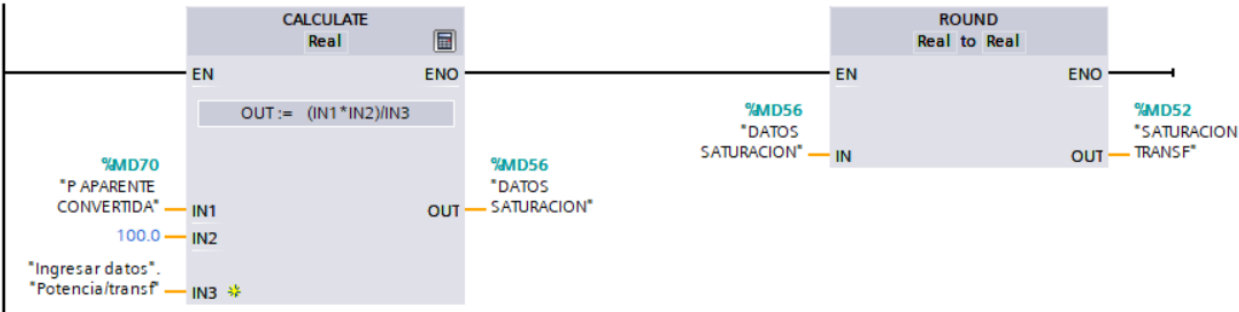 CALCULATE
Real
EN
ENO
OUT := (IN1*IN2)/IN3
%MD70
"P APARENTE
CONVERTIDA"
IN1
100.0
IN2
"Ingresar datos".
"Potencia/transf"
IN3
%MD56
"DATOS
SATURACION"
OUT
ROUND
Real to Real
EN
ENO
%MD56
"DATOS
SATURACION"
IN
%MD52
"SATURACION
TRANSF"
OUT